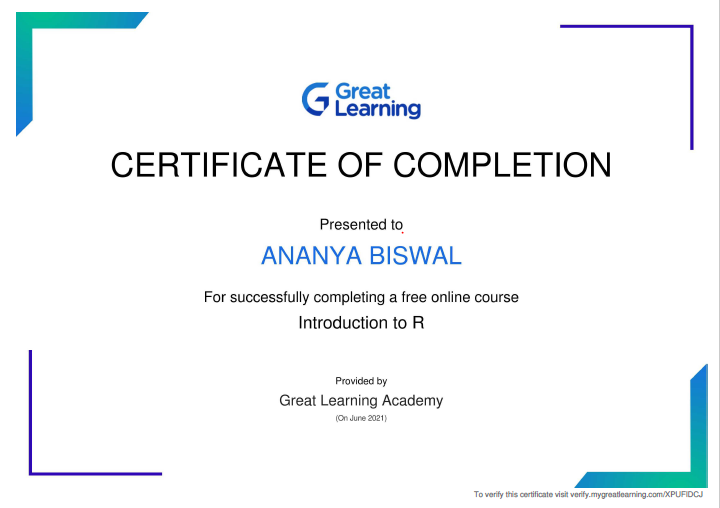 Great
Learning
CERTIFICATE OF COMPLETION
Presented to
ANANYA BISWAL
For successfully completing a free online course
Introduction to R
Provided by
Great Learning Academy
(On June 2021)
To verify this certificate visit verify.mygreatlearning.com/XPUFIDCJ